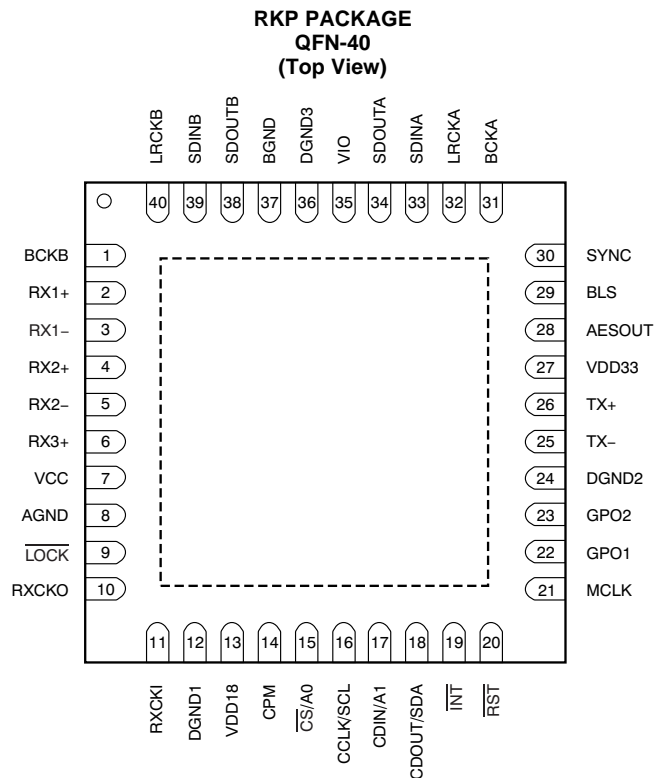 RKP PACKAGE
QFN-40
(Top View)
LRCKB
SDINB
SDOUTB
BGND
DGND3
VIO
SDOUTA
SDINA
LRCKA
BCKA
40
39
38
37
36
35
34
33
32
31
BCKB 1
RX1+ 2
RX1− 3
RX2+ 4
RX2− 5
RX3+ 6
VCC 7
AGND 8
L̅O̅C̅K̅ 9
RXCKO 10
30 SYNC
29 BLS
28 AESOUT
27 VDD33
26 TX+
25 TX−
24 DGND2
23 GPO2
22 GPO1
21 MCLK
11
12
13
14
15
16
17
18
19
20
RXCKI
DGND1
VDD18
CPM
C̅S̅/A0
CCLK/SCL
CDIN/A1
CDOUT/SDA
I̅N̅T̅
R̅S̅T̅